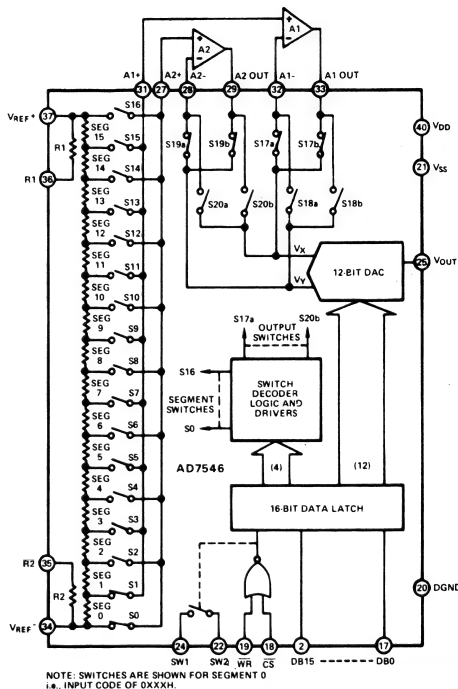 A1
A2
A1+ A2+ A2- A2 OUT A1- A1 OUT
31 27 28 29 32 33
VREF+ 37
R1
R1 36
SEG 15
SEG 14
SEG 13
SEG 12
SEG 11
SEG 10
SEG 9
SEG 8
SEG 7
SEG 6
SEG 5
SEG 4
SEG 3
SEG 2
SEG 1
SEG 0
S16
S15
S14
S13
S12
S11
S10
S9
S8
S7
S6
S5
S4
S3
S2
S1
S0
R2 35
R2
VREF- 34
S19a S19b S17a S17b
S20a S20b S18a S18b
40 VDD
21 VSS
VX
VY
12-BIT DAC
VOUT
25
S17a S20b
OUTPUT
SWITCHES
S16
SEGMENT
SWITCHES
S0
SWITCH
DECODER
LOGIC AND
DRIVERS
AD7546
(4) (12)
16-BIT DATA LATCH
20 DGND
24 22 19 18 2 17
SW1 SW2 WR CS DB15 DB0
NOTE: SWITCHES ARE SHOWN FOR SEGMENT 0
i.e., INPUT CODE OF 0XXXH.